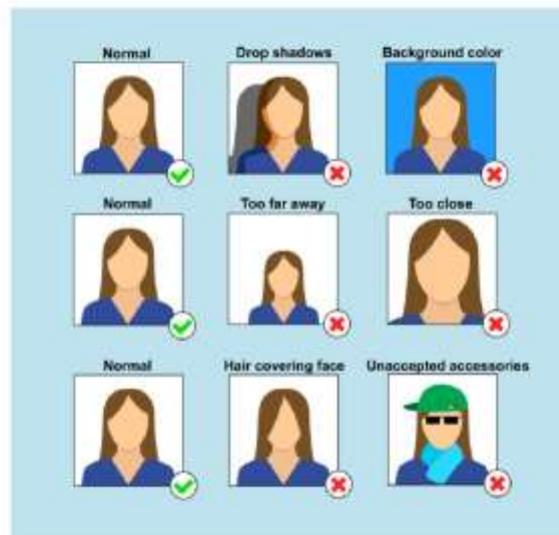 Normal
Drop shadows
Background color
Normal
Too far away
Too close
Normal
Hair covering face
Unaccepted accessories